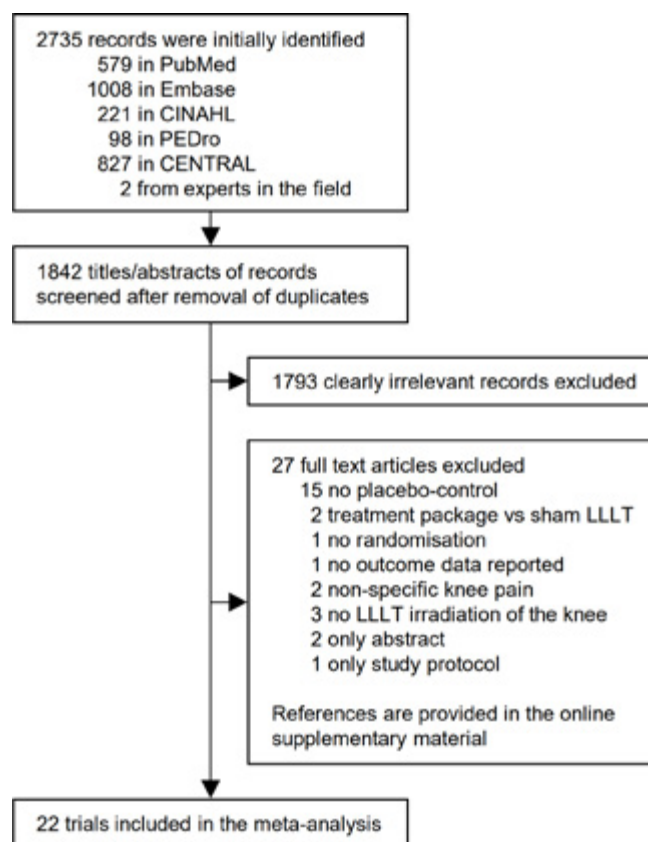 2735 records were initially identified
579 in PubMed
1008 in Embase
221 in CINAHL
98 in PEDro
827 in CENTRAL
2 from experts in the field
1842 titles/abstracts of records
screened after removal of duplicates
1793 clearly irrelevant records excluded
27 full text articles excluded
15 no placebo-control
2 treatment package vs sham LLLT
1 no randomisation
1 no outcome data reported
2 non-specific knee pain
3 no LLLT irradiation of the knee
2 only abstract
1 only study protocol
References are provided in the online
supplementary material
22 trials included in the meta-analysis